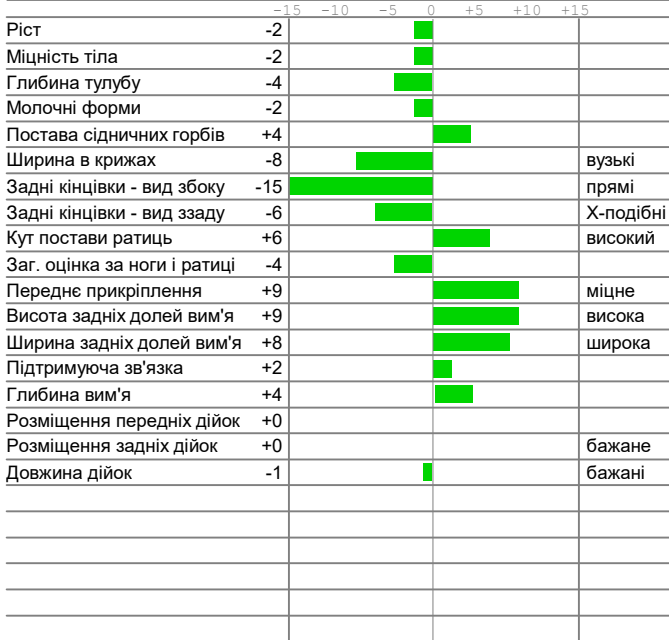 -15 -10 -5 0 +5 +10 +15
Ріст -2
Міцність тіла -2
Глибина тулубу -4
Молочні форми -2
Постава сідничних горбів +4
Ширина в крижах -8 вузькі
Задні кінцівки - вид збоку -15 прямі
Задні кінцівки - вид ззаду -6 Х-подібні
Кут постави ратиць +6 високий
Заг. оцінка за ноги і ратиці -4
Переднє прикріплення +9 міцне
Висота задніх долей вим'я +9 висока
Ширина задніх долей вим'я +8 широка
Підтримуюча зв'язка +2
Глибина вим'я +4
Розміщення передніх дійок +0
Розміщення задніх дійок +0 бажане
Довжина дійок -1 бажані